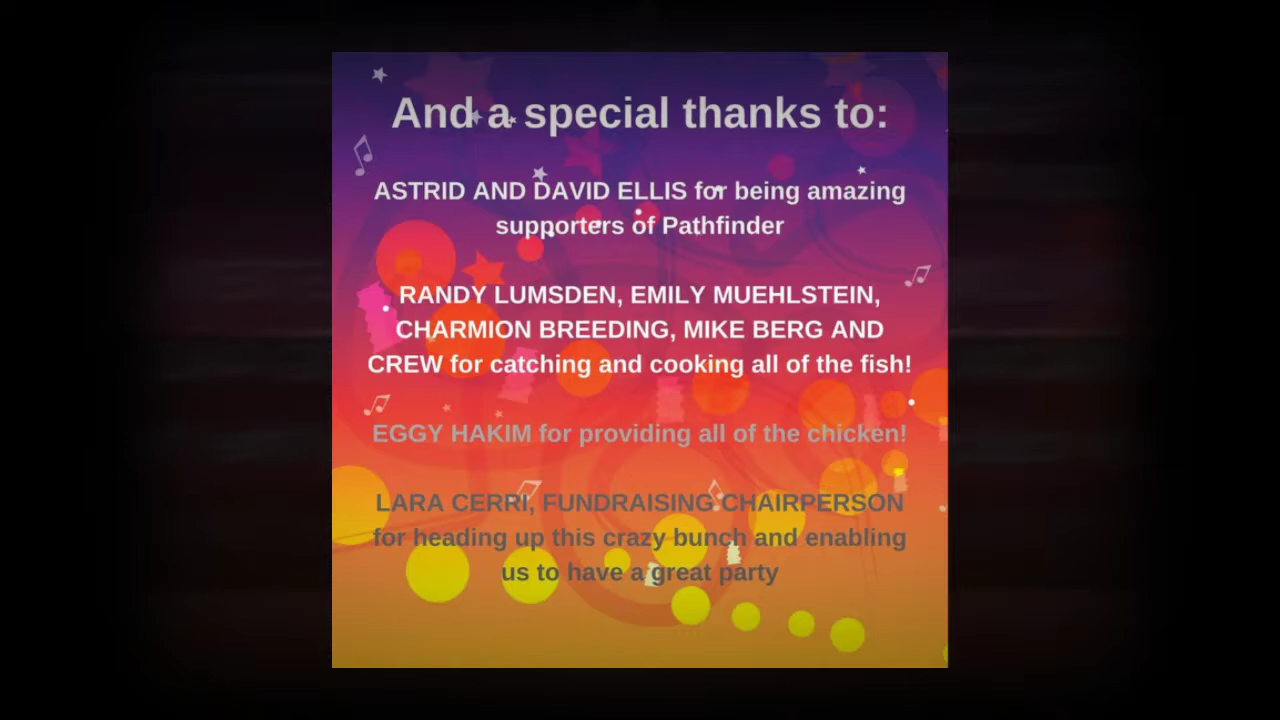 And a special thanks to:
ASTRID AND DAVID ELLIS for being amazing
supporters of Pathfinder
RANDY LUMSDEN, EMILY MUEHLSTEIN,
CHARMION BREEDING, MIKE BERG AND
CREW for catching and cooking all of the fish!
EGGY HAKIM for providing all of the chicken!
LARA CERRI, FUNDRAISING CHAIRPERSON
for heading up this crazy bunch and enabling
us to have a great party